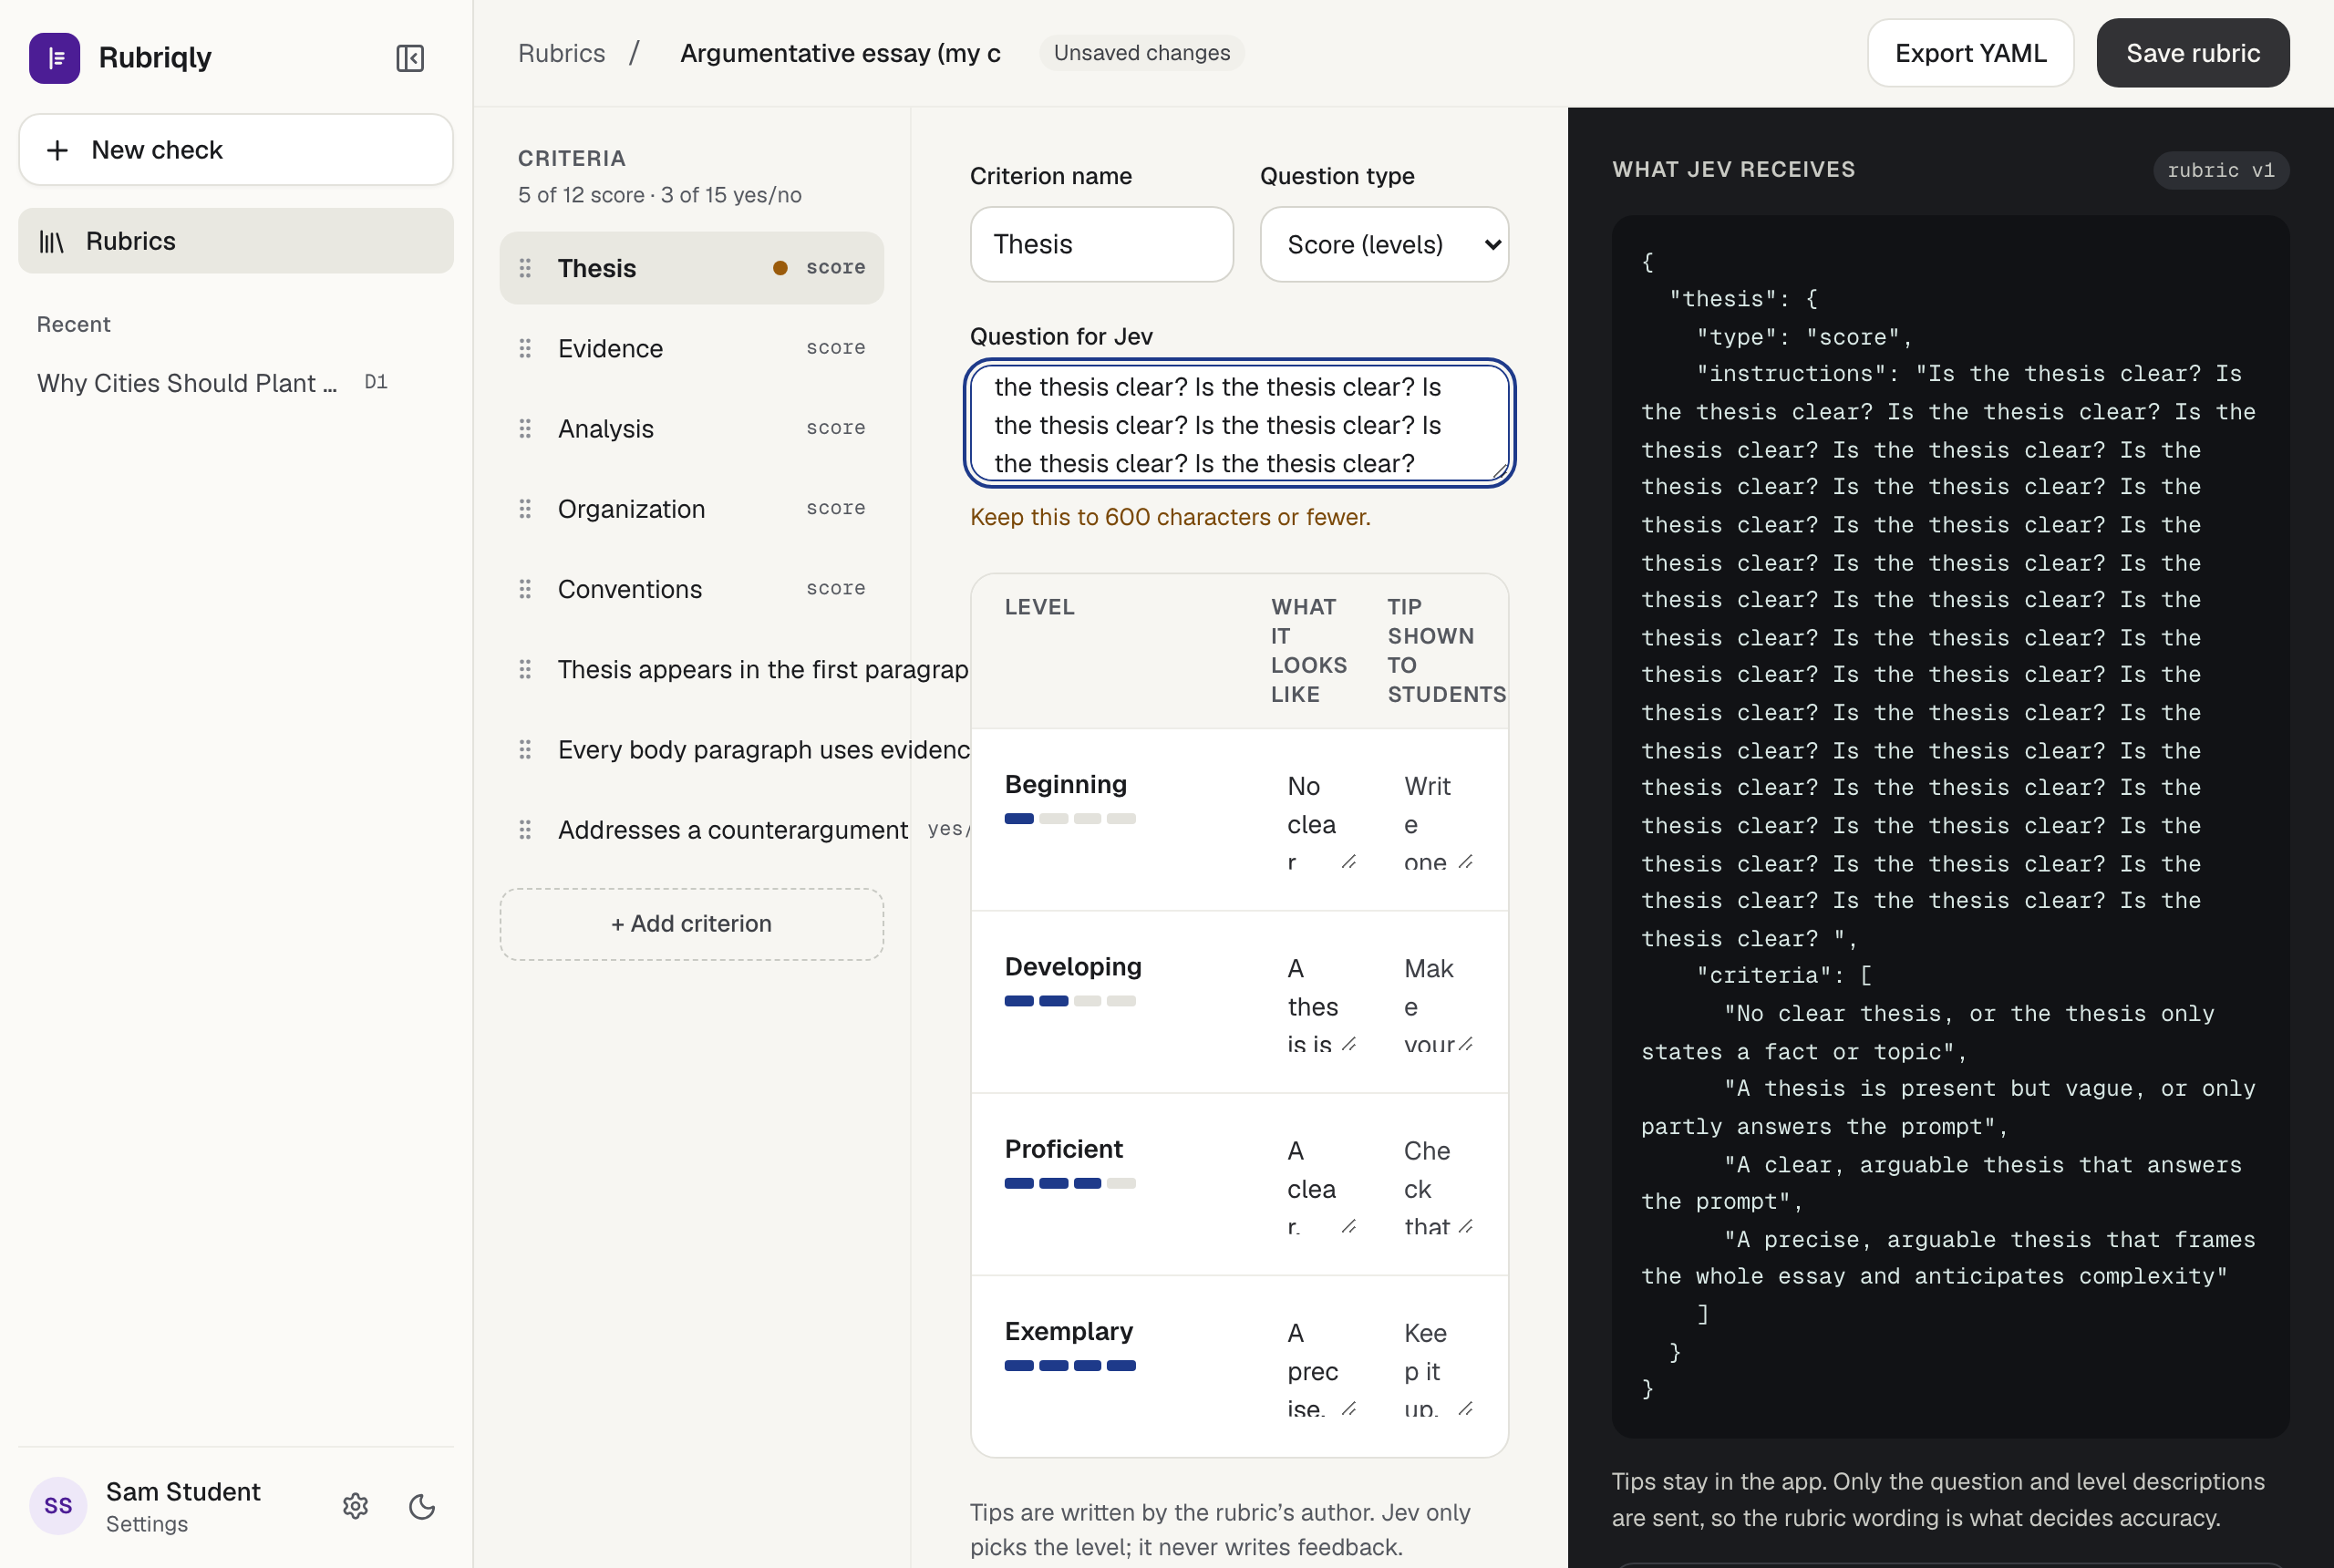 Rubriqly
New check
Rubrics
Recent
Why Cities Should Plant ... D1
SS
Sam Student
Settings
Rubrics / Argumentative essay (my c Unsaved changes
Export YAML
Save rubric
CRITERIA
5 of 12 score · 3 of 15 yes/no
Thesis score
Evidence score
Analysis score
Organization score
Conventions score
Thesis appears in the first paragrap
Every body paragraph uses evidenc
Addresses a counterargument yes/
+ Add criterion
Criterion name
Thesis
Question type
Score (levels)
Question for Jev
the thesis clear? Is the thesis clear? Is
the thesis clear? Is the thesis clear? Is
the thesis clear? Is the thesis clear?
Keep this to 600 characters or fewer.
LEVEL
WHAT
IT
LOOKS
LIKE
TIP
SHOWN
TO
STUDENTS
Beginning
No
clea
r
Writ
e
one
Developing
A
thes
is is
Mak
e
your
Proficient
A
clea
r,
Che
ck
that
Exemplary
A
prec
ise,
Kee
p it
up.
Tips are written by the rubric’s author. Jev only
picks the level; it never writes feedback.
WHAT JEV RECEIVES
rubric v1
{
"thesis": {
"type": "score",
"instructions": "Is the thesis clear? Is
the thesis clear? Is the thesis clear? Is the
thesis clear? Is the thesis clear? Is the
thesis clear? Is the thesis clear? Is the
thesis clear? Is the thesis clear? Is the
thesis clear? Is the thesis clear? Is the
thesis clear? Is the thesis clear? Is the
thesis clear? Is the thesis clear? Is the
thesis clear? Is the thesis clear? Is the
thesis clear? Is the thesis clear? Is the
thesis clear? Is the thesis clear? Is the
thesis clear? Is the thesis clear? Is the
thesis clear? Is the thesis clear? Is the
thesis clear? Is the thesis clear? Is the
thesis clear? Is the thesis clear? Is the
thesis clear? ",
"criteria": [
"No clear thesis, or the thesis only
states a fact or topic",
"A thesis is present but vague, or only
partly answers the prompt",
"A clear, arguable thesis that answers
the prompt",
"A precise, arguable thesis that frames
the whole essay and anticipates complexity"
]
}
}
Tips stay in the app. Only the question and level descriptions
are sent, so the rubric wording is what decides accuracy.